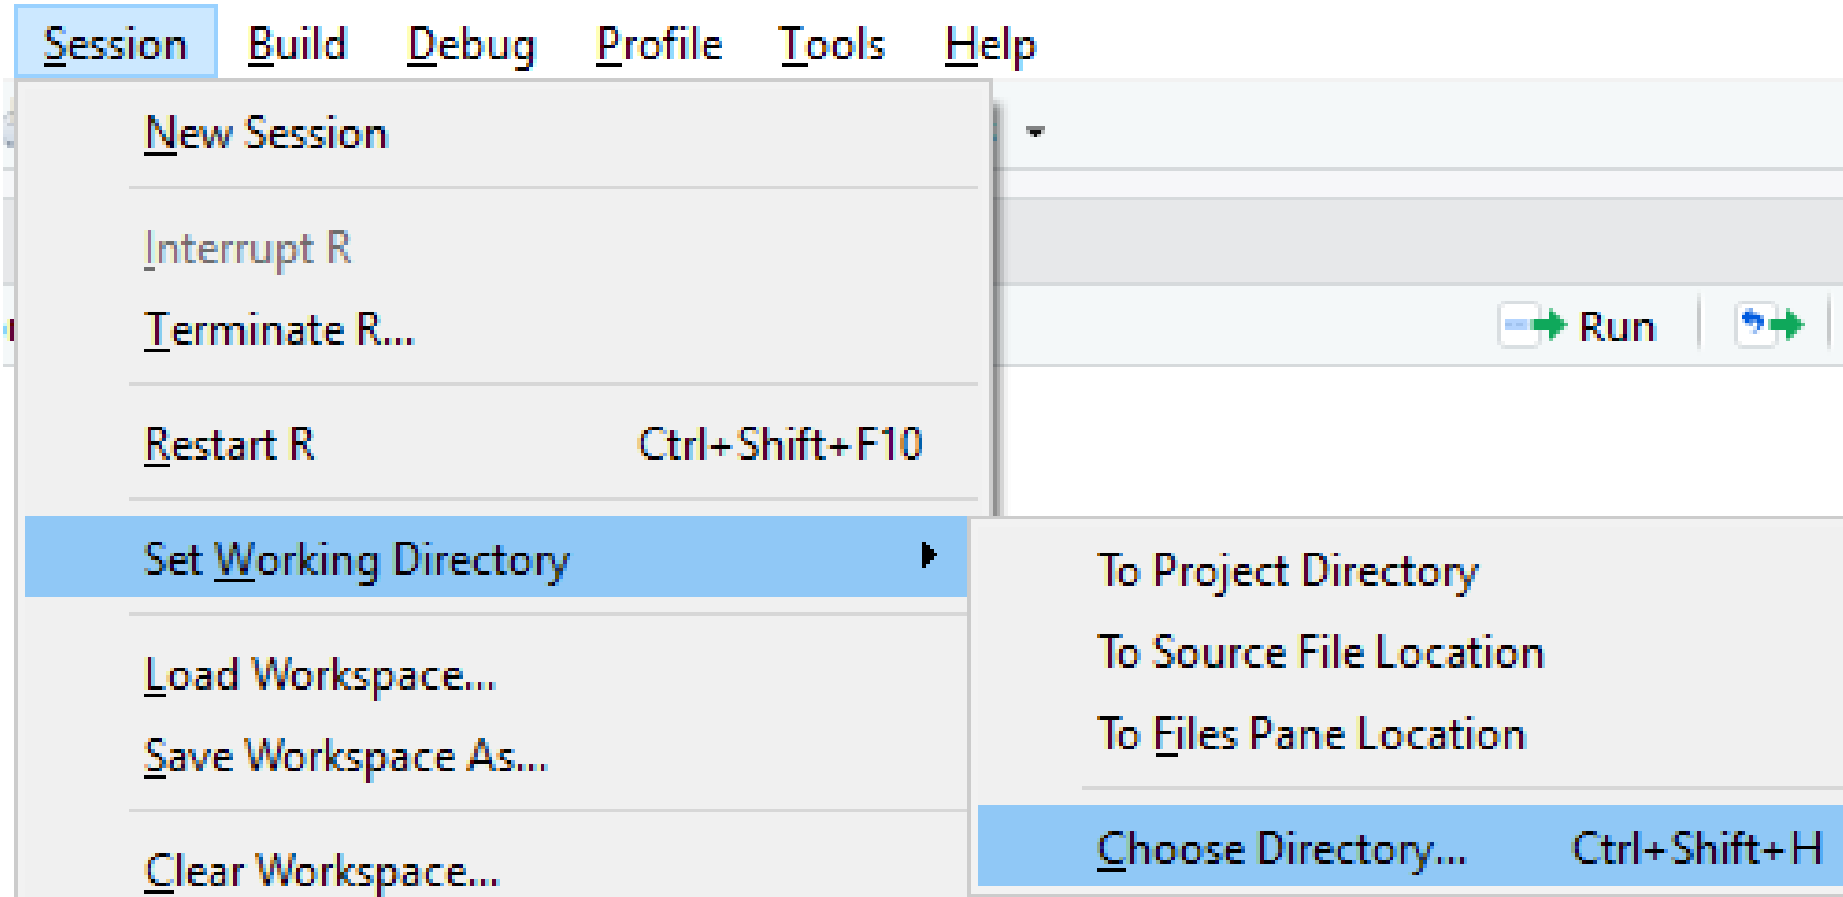 Session Build Debug Profile Tools Help
New Session
Interrupt R
Run
Terminate R...
Restart R Ctrl+Shift+F10
Set Working Directory
To Project Directory
To Source File Location
Load Workspace...
To Files Pane Location
Save Workspace As...
Choose Directory... Ctrl+Shift+H
Clear Workspace...